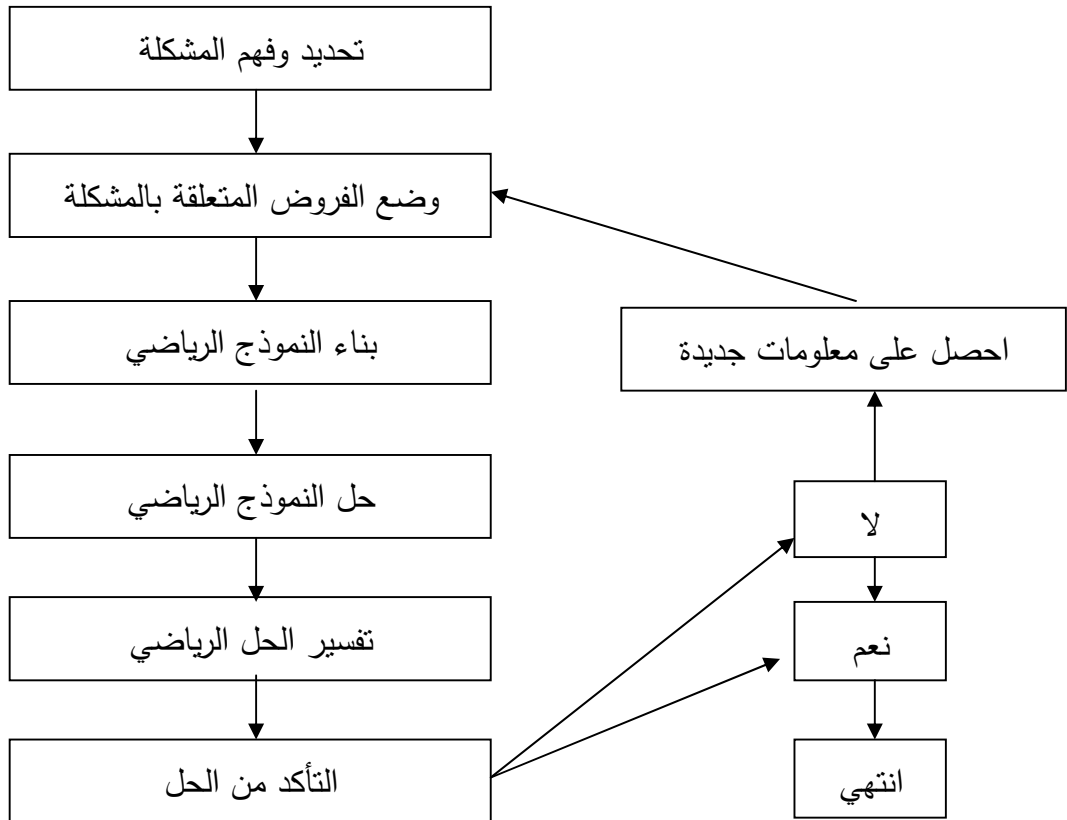 تحديد وفهم المشكلة
وضع الفروض المتعلقة بالمشكلة
بناء النموذج الرياضي
احصل على معلومات جديدة
حل النموذج الرياضي
لا
تفسير الحل الرياضي
نعم
التأكد من الحل
انتهي